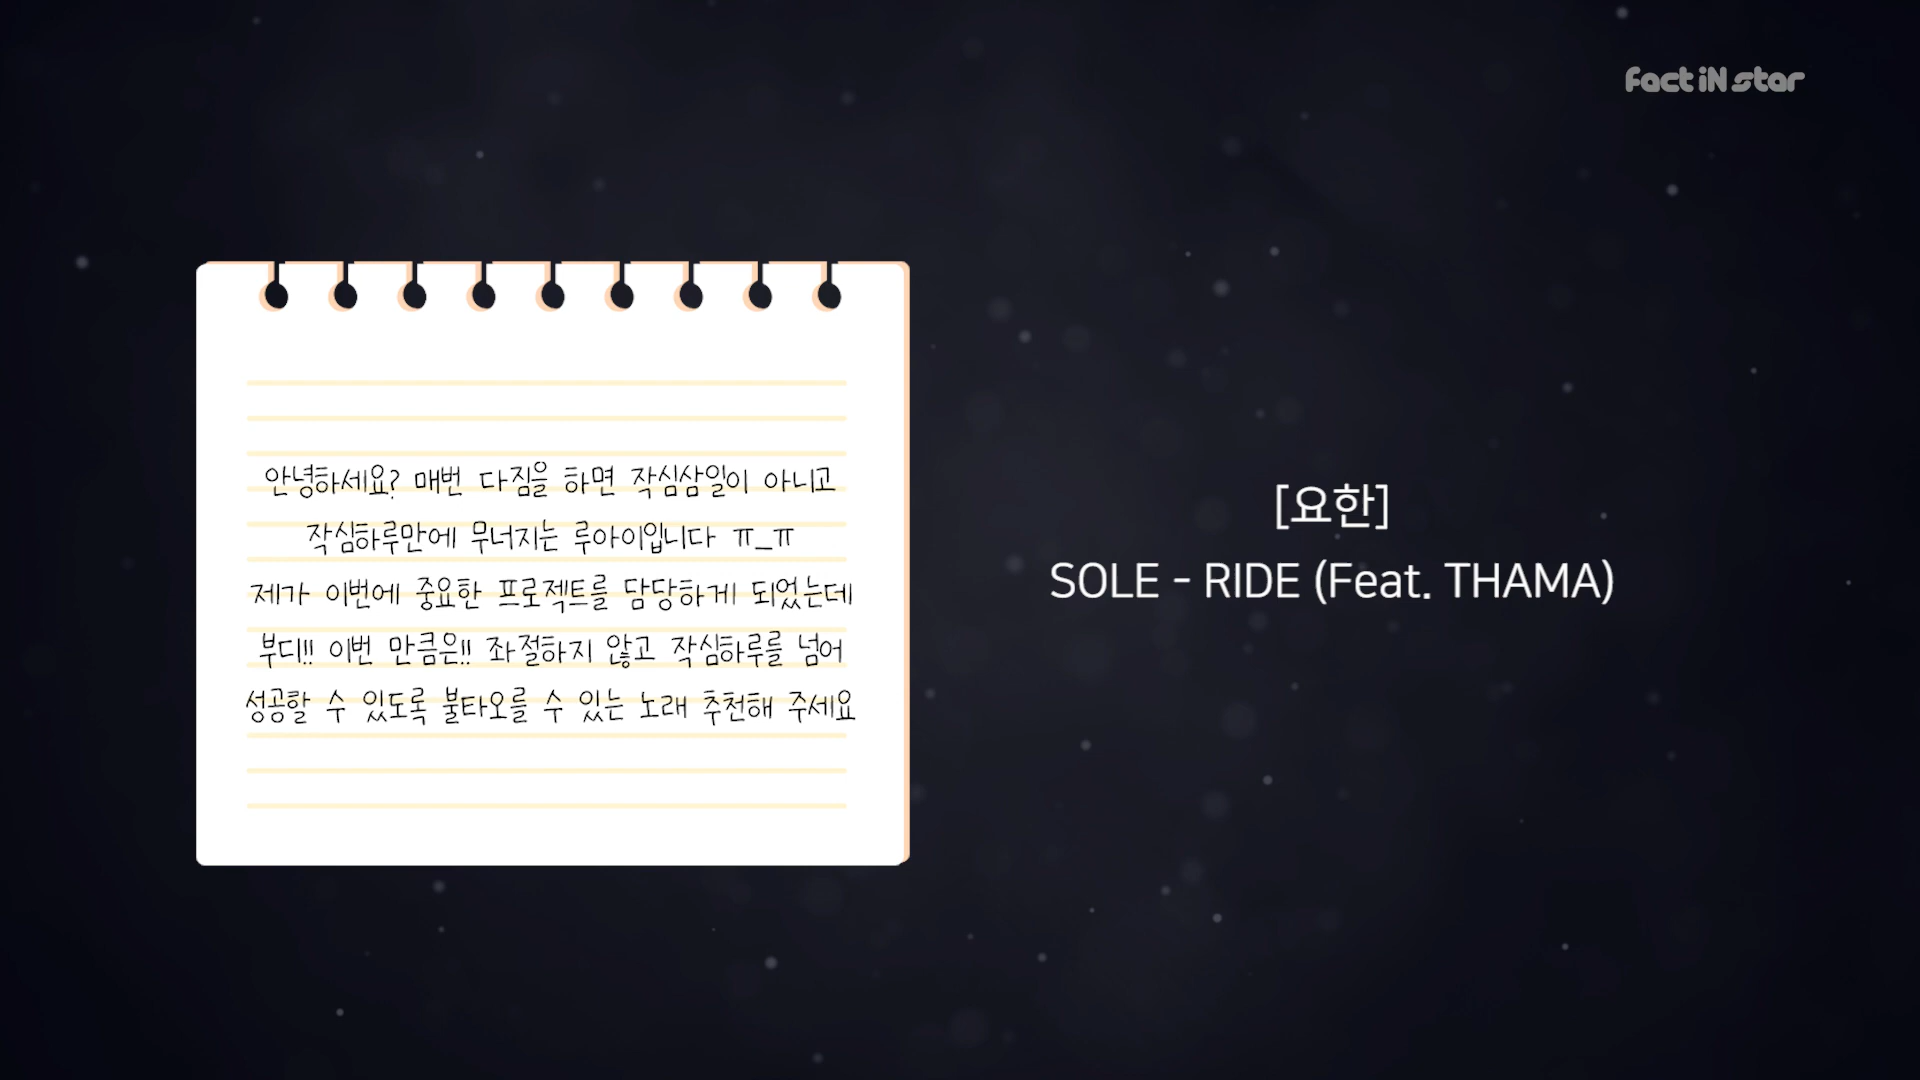 fact iN star
안녕하세요? 매번 다짐을 하면 작심삼일이 아니고
작심하루만에 무너지는 루아이입니다 ㅠ_ㅠ
제가 이번에 중요한 프로젝트를 담당하게 되었는데
부디!! 이번 만큼은!! 좌절하지 않고 작심하루를 넘어
성공할 수 있도록 불타오를 수 있는 노래 추천해 주세요
[요한]
SOLE - RIDE (Feat. THAMA)